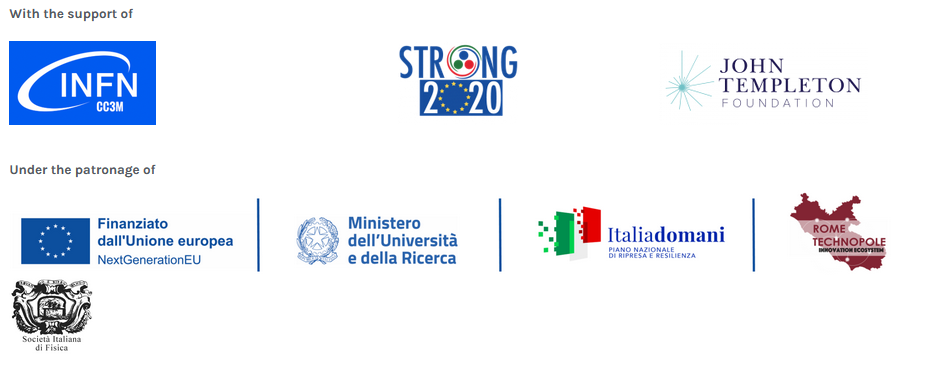 With the support of
INFN
CC3M
STRONG
2020
JOHN
TEMPLETON
FOUNDATION
Under the patronage of
Finanziato
dall'Unione europea
NextGenerationEU
Ministero
dell'Università
e della Ricerca
Italiadomani
PIANO NAZIONALE
DI RIPRESA E RESILIENZA
ROME
TECHNOPOLE
INNOVATION ECOSYSTEM
Società Italiana
di Fisica